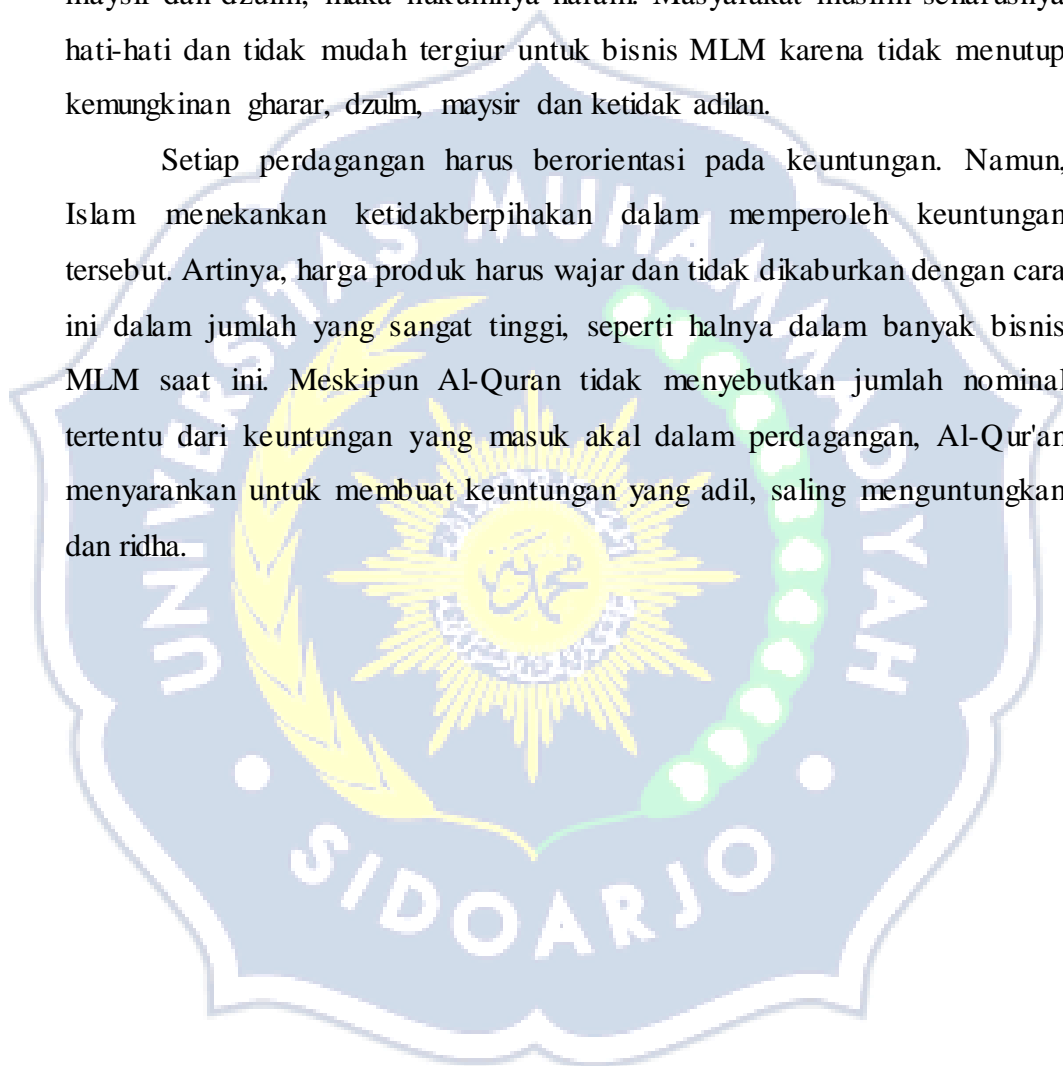 maysir dan dzulm, maka hukumnya haram. Masyarakat muslim seharusnya
hati-hati dan tidak mudah tergiur untuk bisnis MLM karena tidak menutup
kemungkinan gharar, dzulm, maysir dan ketidak adilan.
Setiap perdagangan harus berorientasi pada keuntungan. Namun,
Islam menekankan ketidakberpihakan dalam memperoleh keuntungan
tersebut. Artinya, harga produk harus wajar dan tidak dikaburkan dengan cara
ini dalam jumlah yang sangat tinggi, seperti halnya dalam banyak bisnis
MLM saat ini. Meskipun Al-Quran tidak menyebutkan jumlah nominal
tertentu dari keuntungan yang masuk akal dalam perdagangan, Al-Qur'an
menyarankan untuk membuat keuntungan yang adil, saling menguntungkan
dan ridha.
UNIVERSITAS MUHAMMADIYAH
SIDOARJO
محمدية